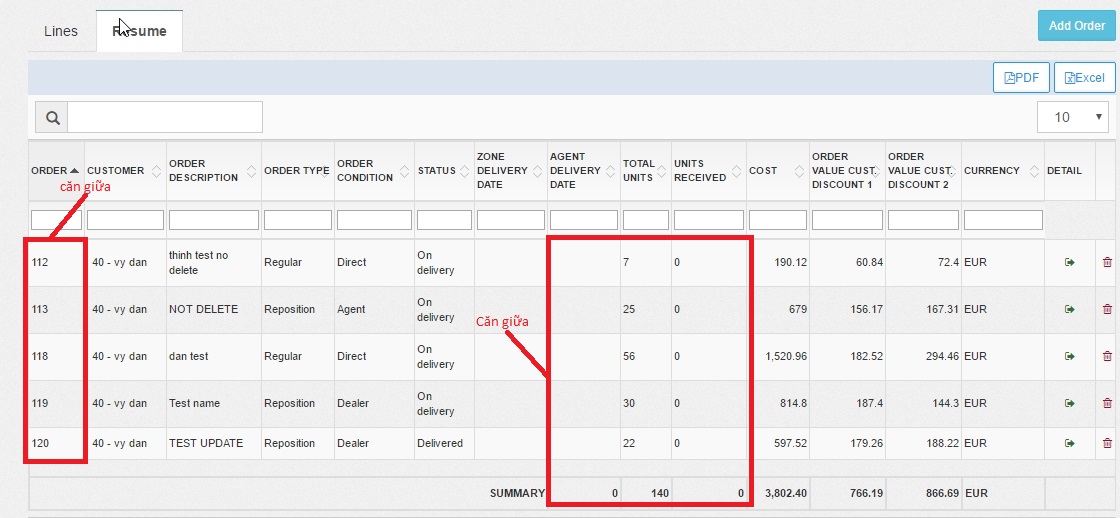 Lines Resume Add Order
PDF Excel
10
ORDER CUSTOMER ORDER DESCRIPTION ORDER TYPE ORDER CONDITION STATUS ZONE DELIVERY DATE AGENT DELIVERY DATE TOTAL UNITS UNITS RECEIVED COST ORDER VALUE CUST. DISCOUNT 1 ORDER VALUE CUST. DISCOUNT 2 CURRENCY DETAIL
căn giữa
112 40 - vy dan thinh test no delete Regular Direct On delivery 7 0 190.12 60.84 72.4 EUR
113 40 - vy dan NOT DELETE Reposition Agent On delivery 25 0 679 156.17 167.31 EUR
Căn giữa
118 40 - vy dan dan test Regular Direct On delivery 56 0 1,520.96 182.52 294.46 EUR
119 40 - vy dan Test name Reposition Dealer On delivery 30 0 814.8 187.4 144.3 EUR
120 40 - vy dan TEST UPDATE Reposition Dealer Delivered 22 0 597.52 179.26 188.22 EUR
SUMMARY 0 140 0 3,802.40 766.19 866.69 EUR